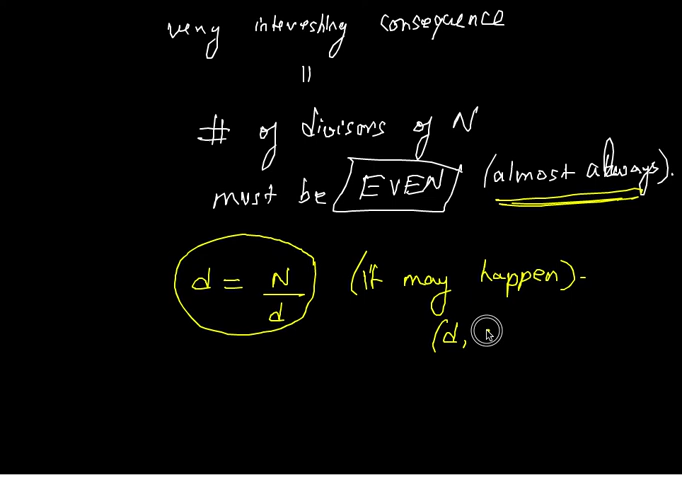 very interesting consequence
||
# of divisors of N
must be EVEN (almost always).
d = N/d (it may happen).
(d,